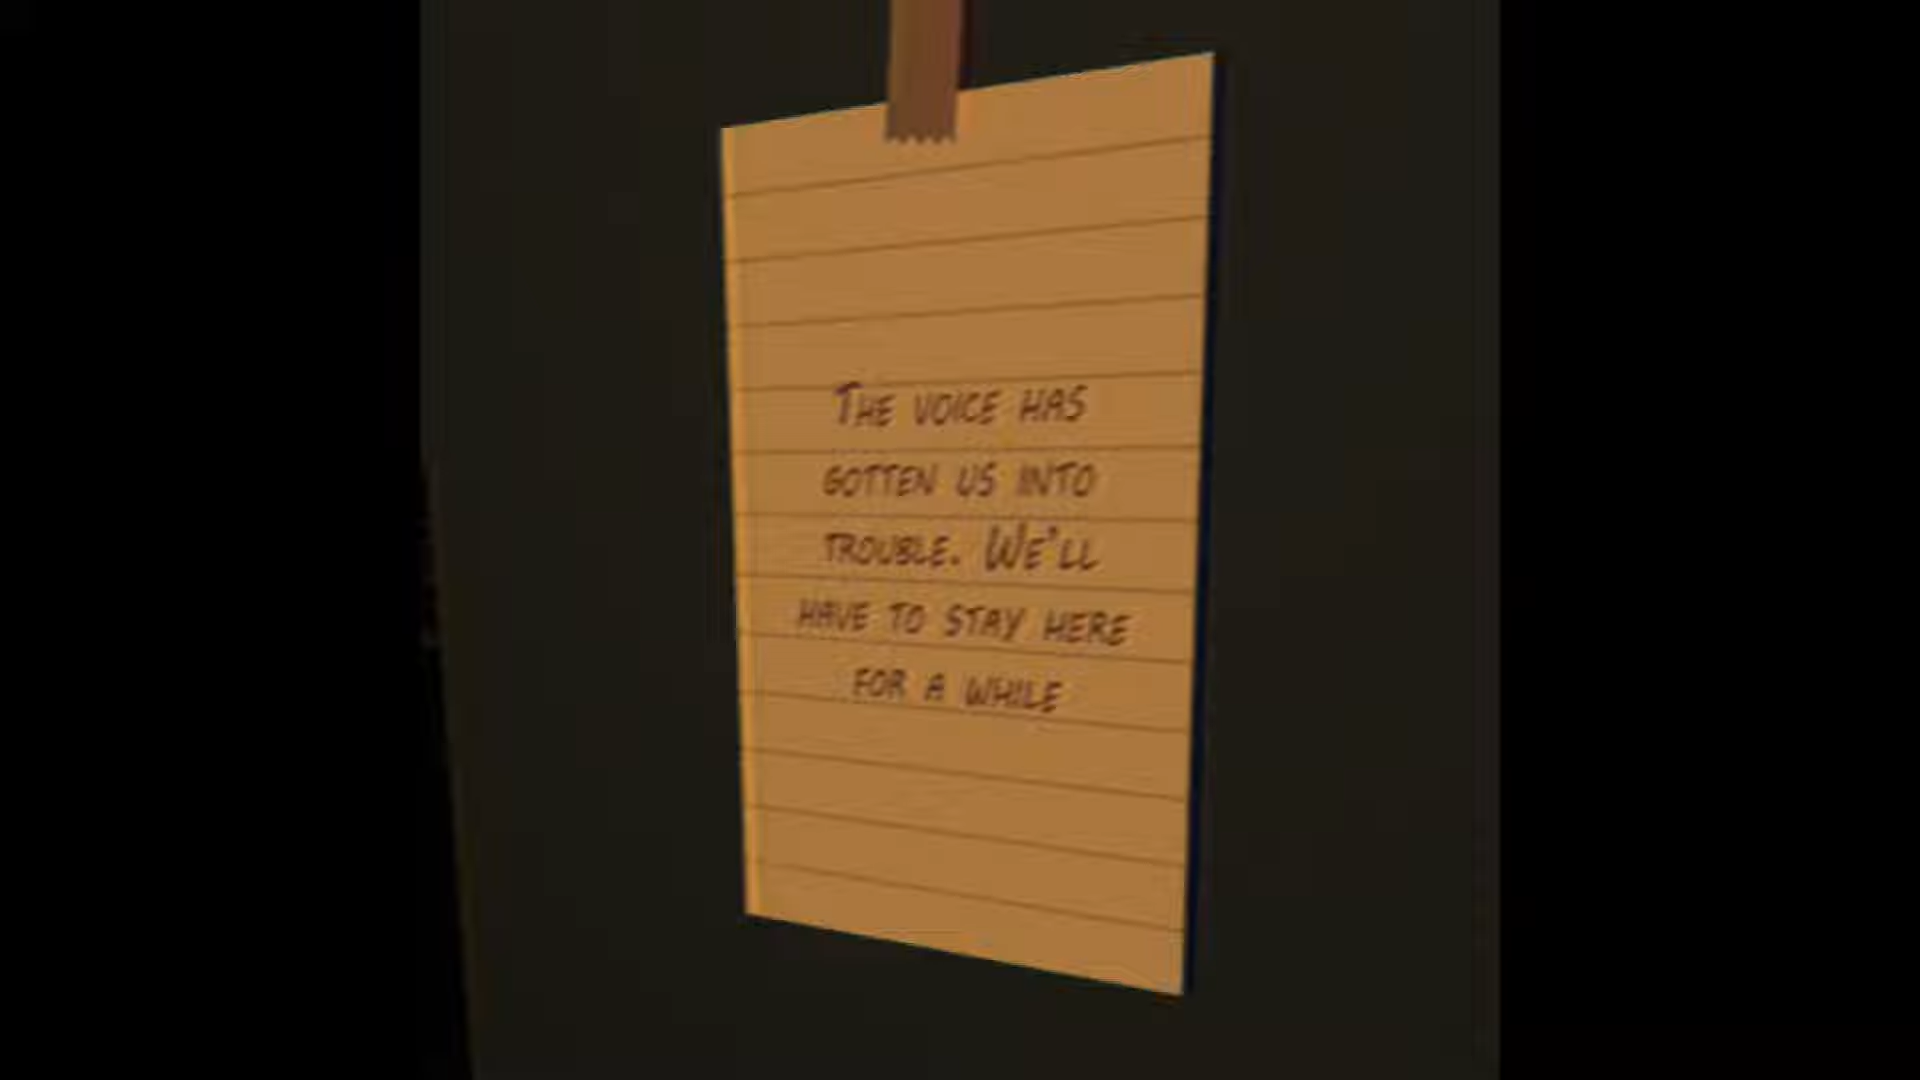 The voice has
gotten us into
trouble. We'll
have to stay here
for a while